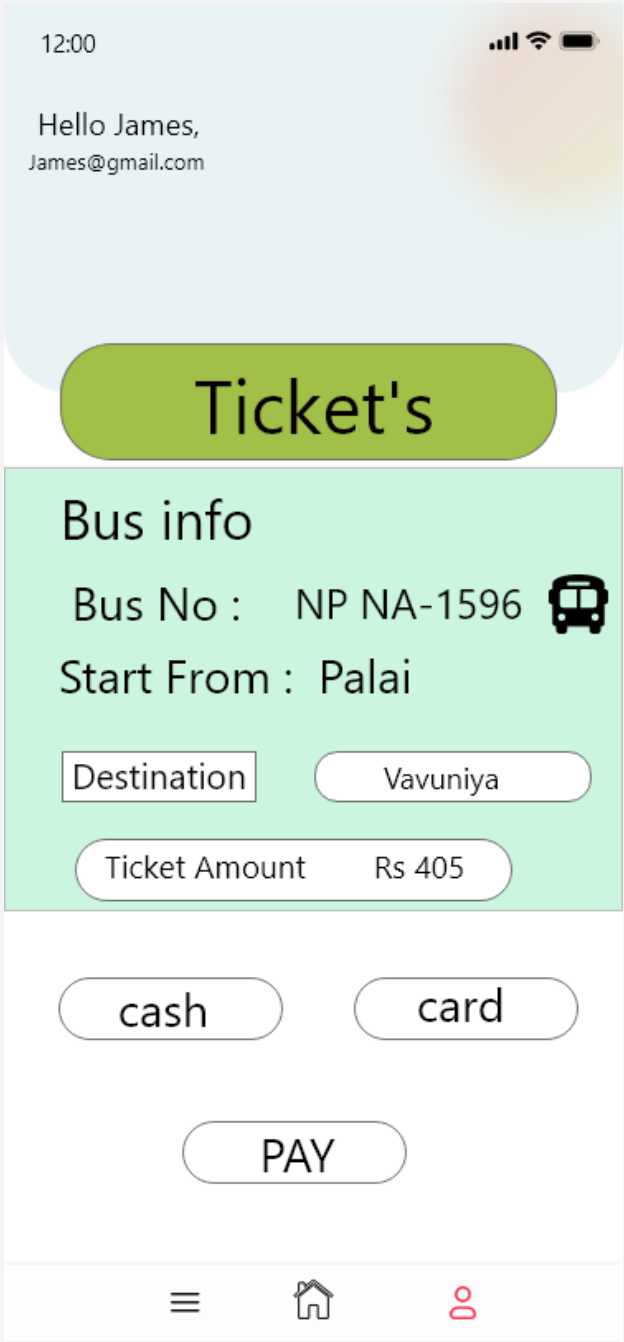 12:00
Hello James,
James@gmail.com
Ticket's
Bus info
Bus No : NP NA-1596
Start From : Palai
Destination Vavuniya
Ticket Amount Rs 405
cash card
PAY